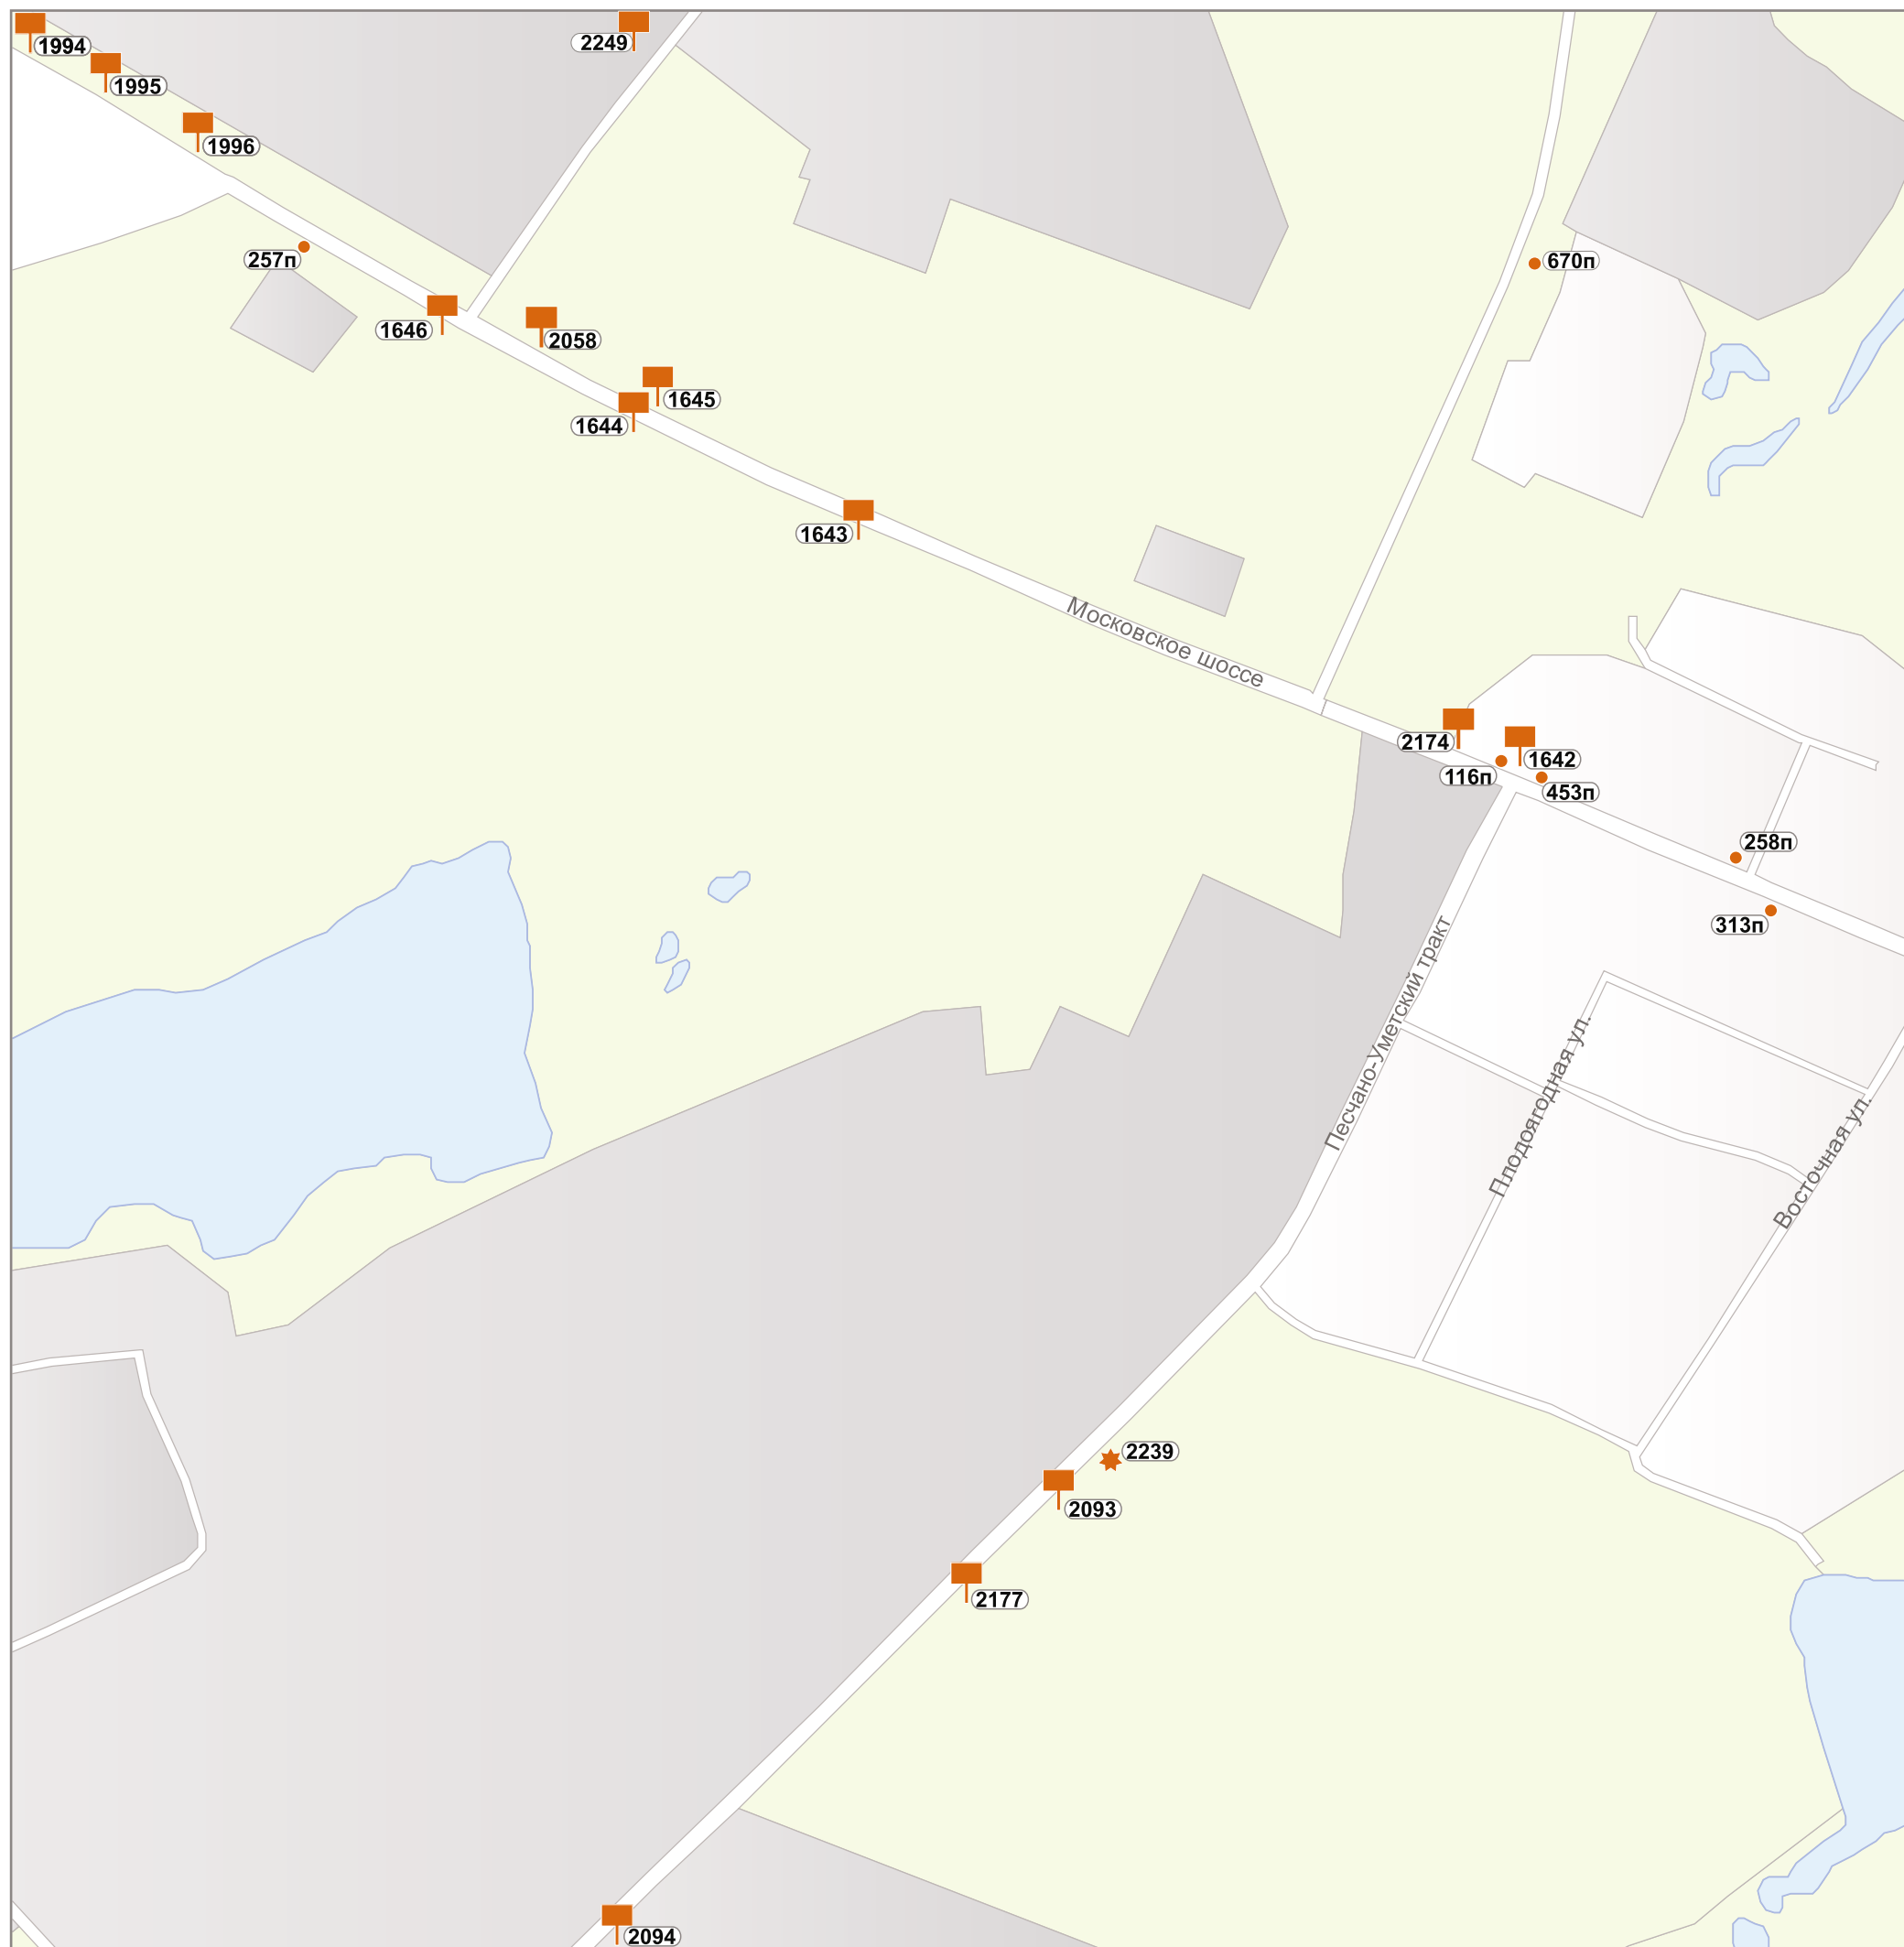 2249
1994
1995
1996
257п
670п
1646
2058
1645
1644
1643
Московское шоссе
2174
1642
116п
453п
258п
313п
Песчано-Уметский тракт
Плодоягодная ул.
Восточная ул.
2239
2093
2177
2094